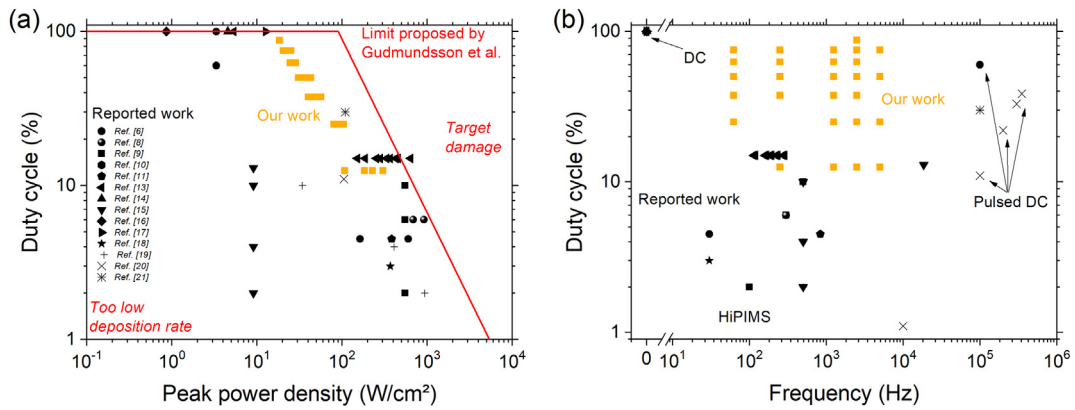 (a)
Duty cycle (%)
100
10
1
10⁻¹
10⁰
10¹
10²
10³
10⁴
Peak power density (W/cm²)
Limit proposed by
Gudmundsson et al.
Target
damage
Our work
Reported work
Ref. [6]
Ref. [8]
Ref. [9]
Ref. [10]
Ref. [11]
Ref. [13]
Ref. [14]
Ref. [15]
Ref. [16]
Ref. [17]
Ref. [18]
Ref. [19]
Ref. [20]
Ref. [21]
Too low
deposition rate
(b)
Duty cycle (%)
100
10
1
0
10¹
10²
10³
10⁴
10⁵
10⁶
Frequency (Hz)
DC
Our work
Reported work
Pulsed DC
HiPIMS